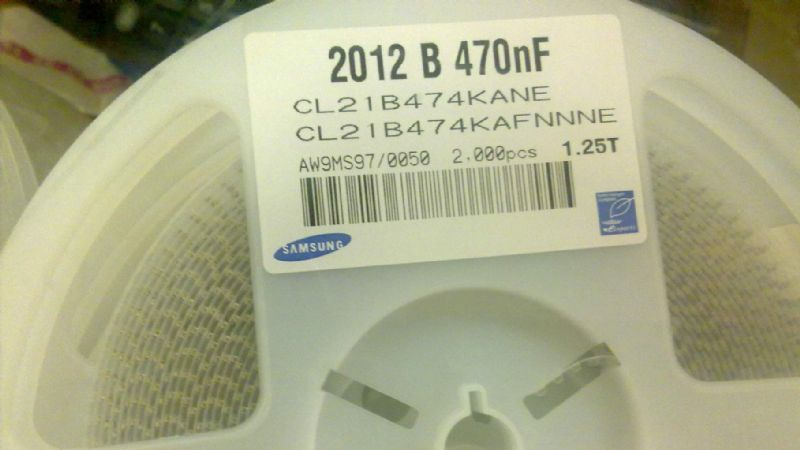 2012 B 470nF
CL21B474KANE
CL21B474KAFNNNE
AW9MS97/0050 2,000pcs 1.25T
SAMSUNG